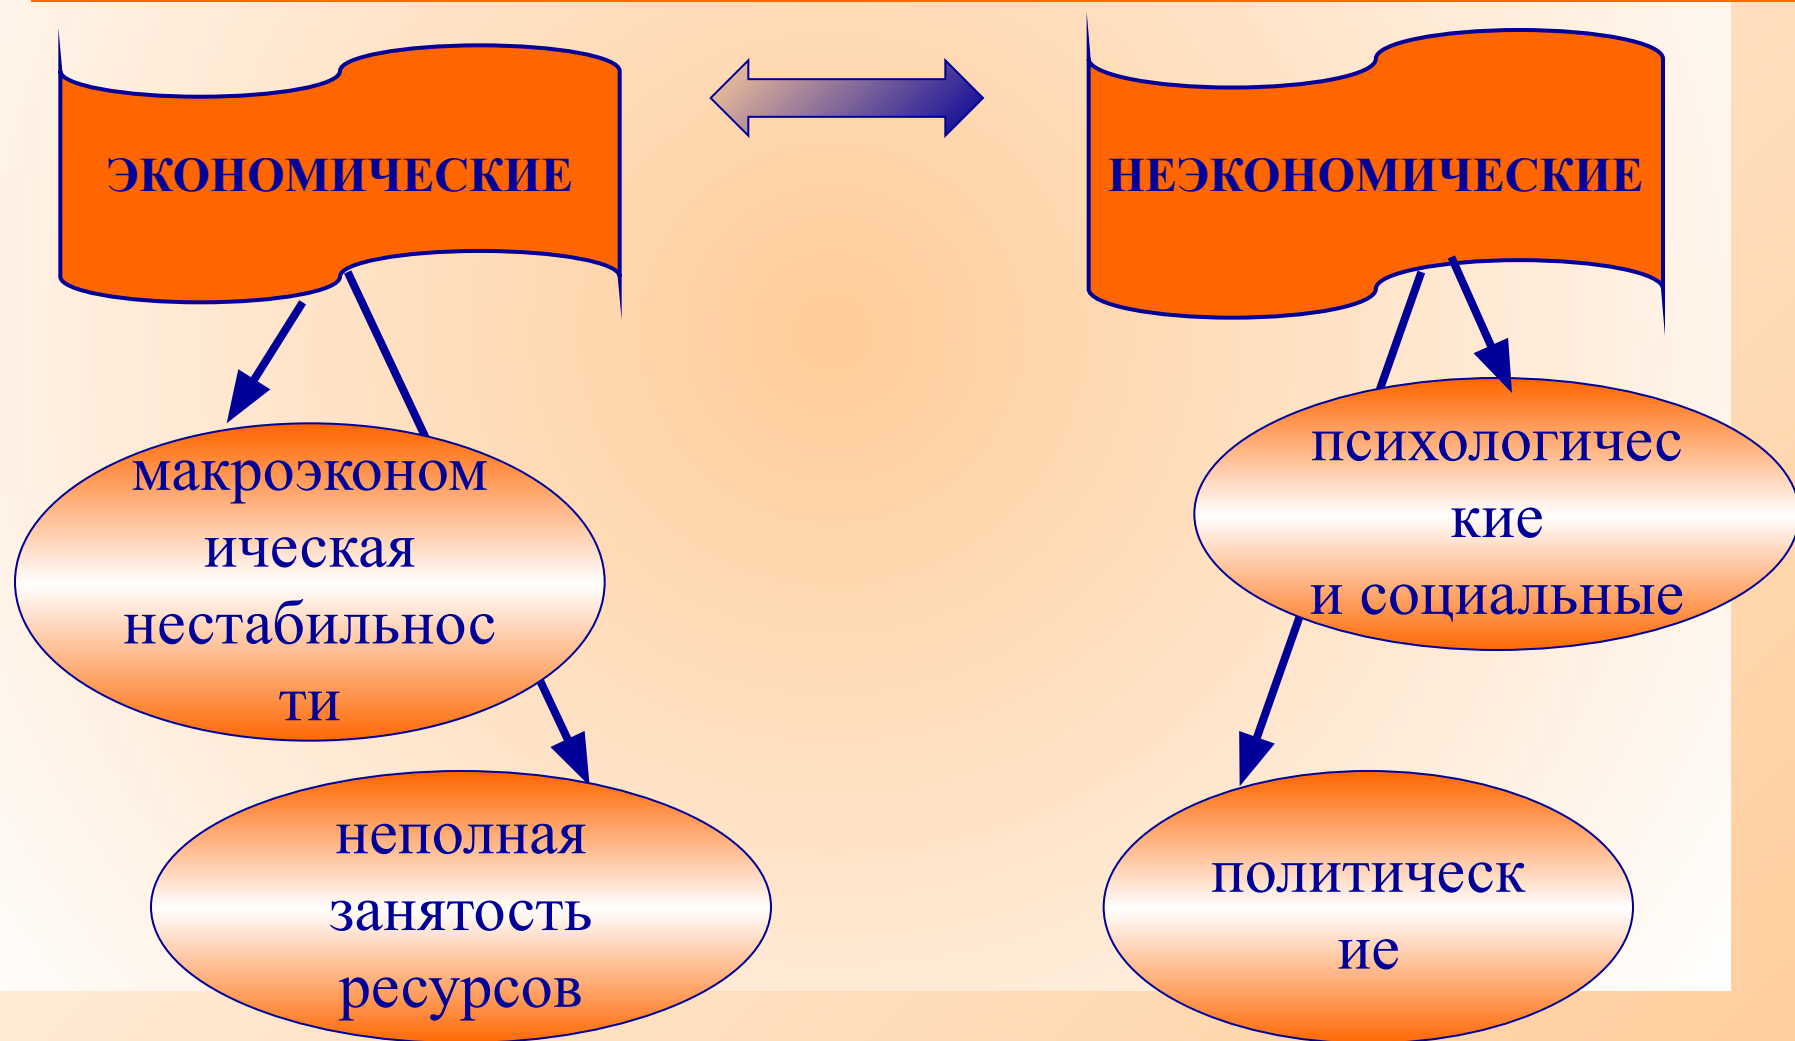 ЭКОНОМИЧЕСКИЕ
НЕЭКОНОМИЧЕСКИЕ
макроэконом
ическая
нестабильнос
ти
психологичес
кие
и социальные
неполная
занятость
ресурсов
политическ
ие